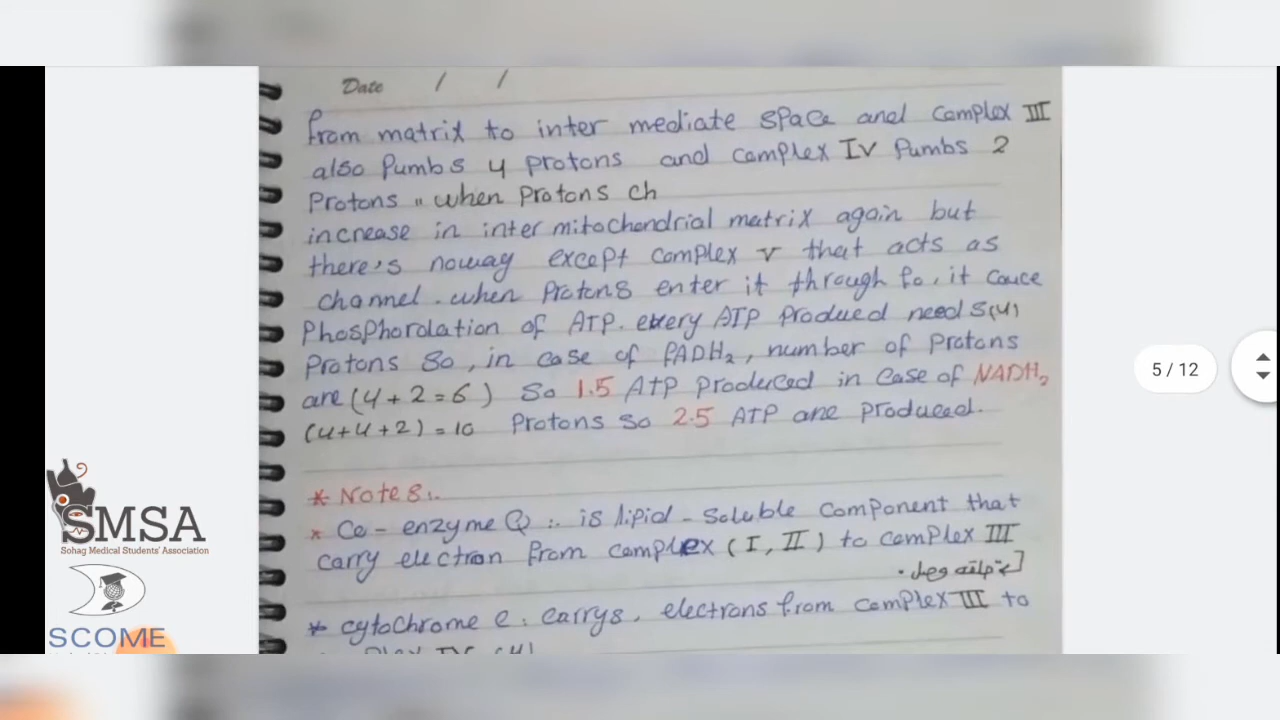 Date / /
from matrix to inter mediate space and complex III
also Pumbs 4 protons and complex IV Pumbs 2
Protons " when Protons ch
increase in inter mitochondrial matrix again but
there's noway except complex V that acts as
channel. when Protens enter it through fo, it couce
Phosphorolation of ATP. every ATP Produed need S(4)
Protons So, in case of FADH₂, number of Protons
are (4+2=6) So 1.5 Atp produced in case of NADH₂
(4+4+2)=10 Protons so 2.5 ATP are produced.
* Notes:.
* Co-enzyme Q :. is lipid-soluble component that
carry electron from complex (I, II) to complex III
* cytochrome c. carrys, electrons from complex III to
5 / 12
SMSA
Sohag Medical Students' Association
SCOME